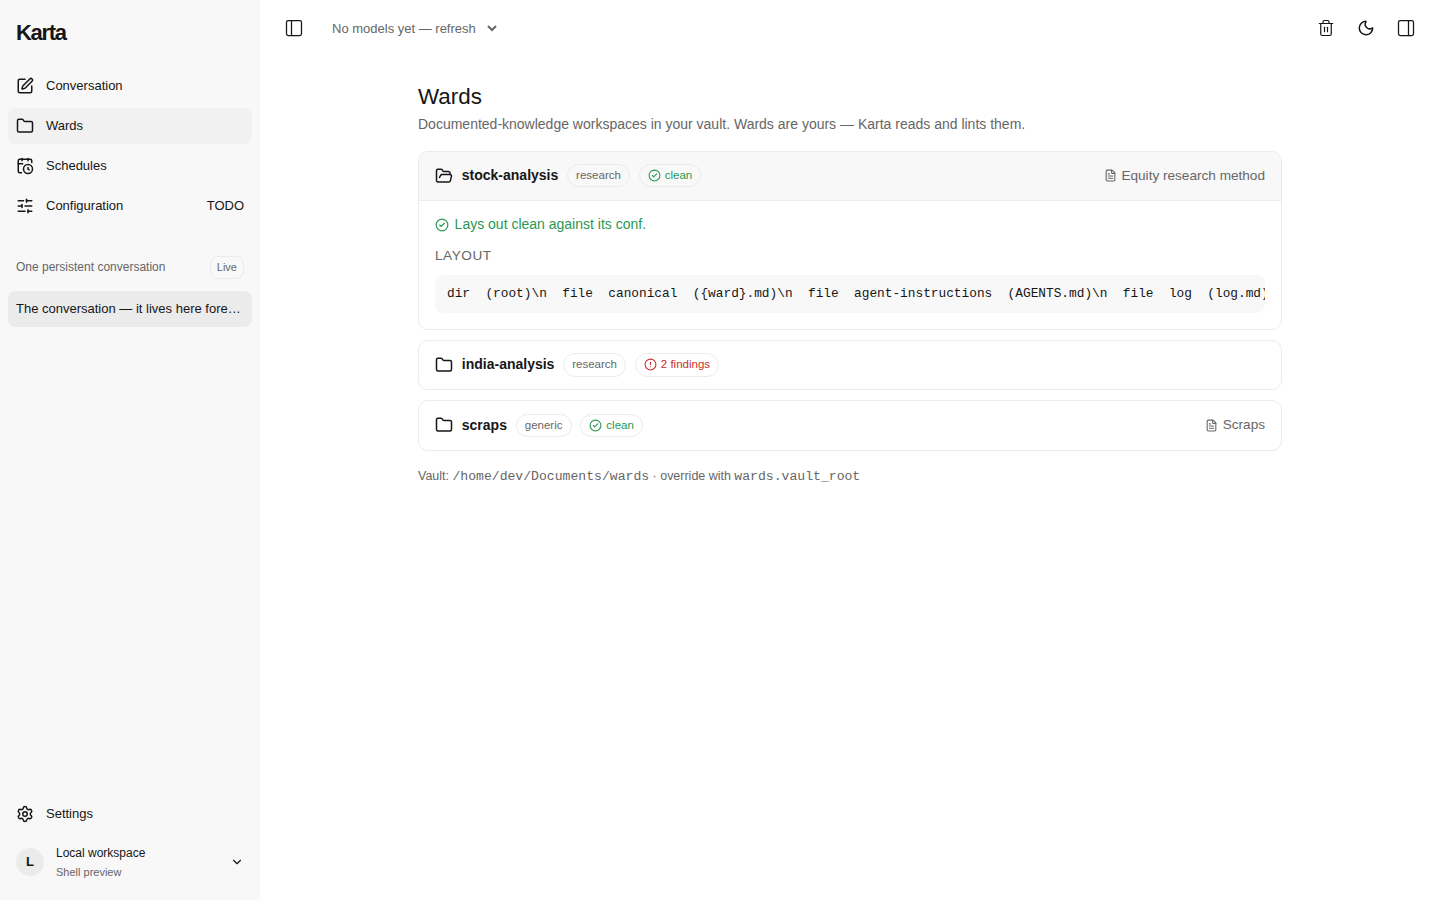 Karta
No models yet — refresh
Conversation
Wards
Schedules
Configuration TODO
One persistent conversation Live
The conversation — it lives here fore…
Settings
L
Local workspace
Shell preview
Wards
Documented-knowledge workspaces in your vault. Wards are yours — Karta reads and lints them.
stock-analysis research clean Equity research method
Lays out clean against its conf.
LAYOUT
dir (root)\n file canonical ({ward}.md)\n file agent-instructions (AGENTS.md)\n file log (log.md)
india-analysis research 2 findings
scraps generic clean Scraps
Vault: /home/dev/Documents/wards · override with wards.vault_root